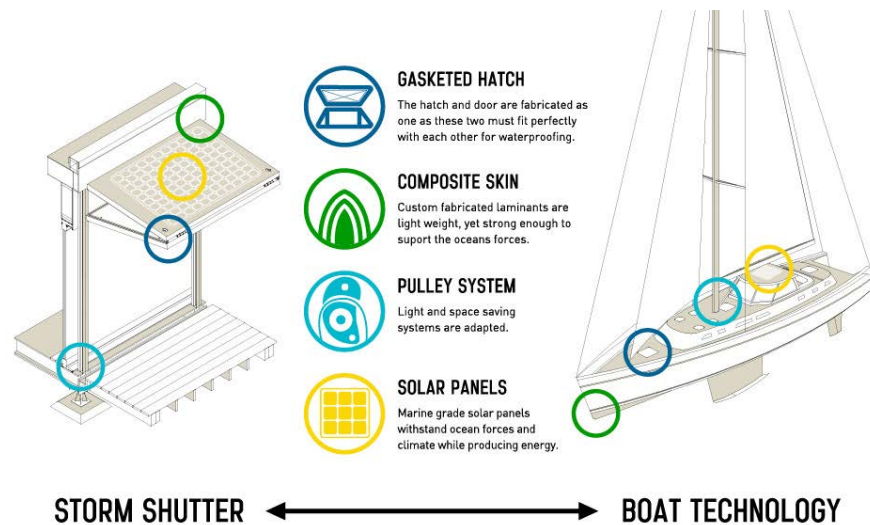 GASKETED HATCH
The hatch and door are fabricated as
one as these two must fit perfectly
with each other for waterproofing.
COMPOSITE SKIN
Custom fabricated laminants are
light weight, yet strong enough to
suport the oceans forces.
PULLEY SYSTEM
Light and space saving
systems are adapted.
SOLAR PANELS
Marine grade solar panels
withstand ocean forces and
climate while producing energy.
STORM SHUTTER
BOAT TECHNOLOGY